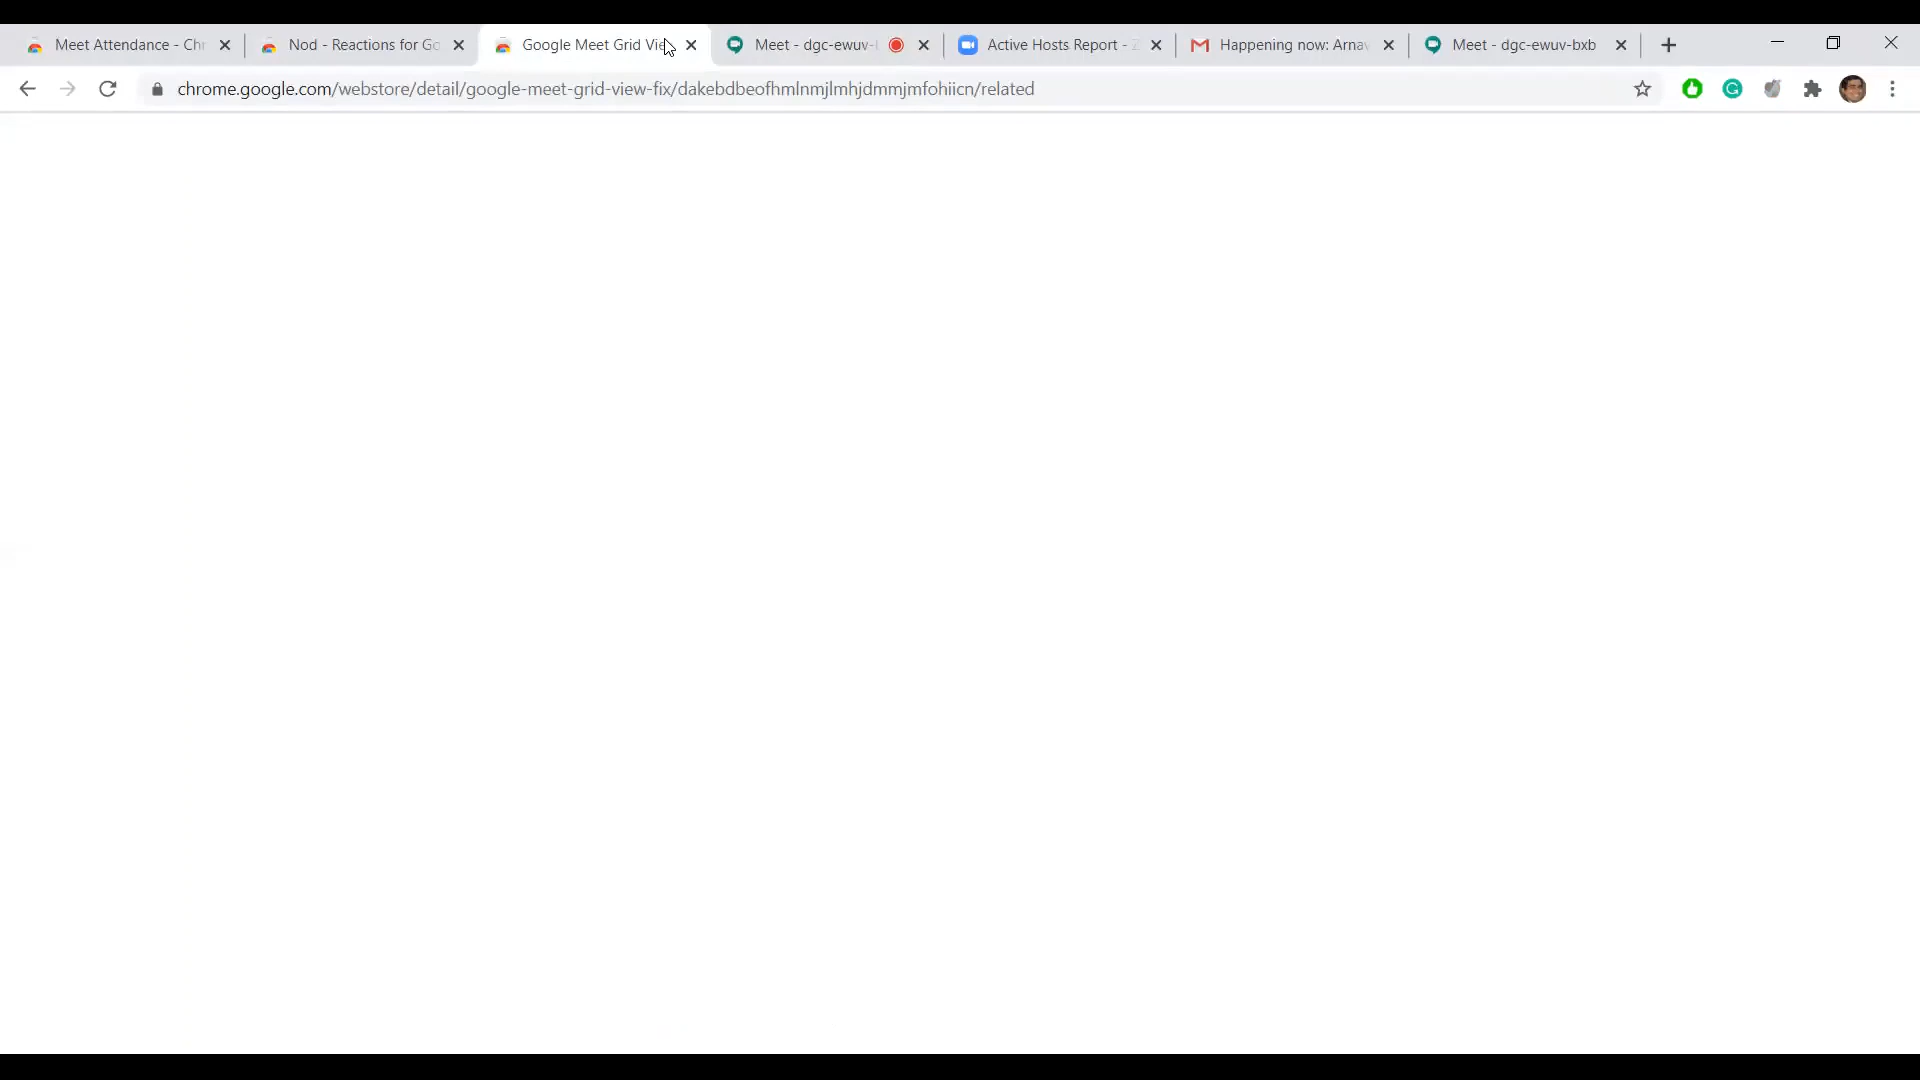 Meet Attendance - Chr
Nod - Reactions for Go
Google Meet Grid Vie
Meet - dgc-ewuv-
Active Hosts Report - Z
Happening now: Arnav
Meet - dgc-ewuv-bxb
chrome.google.com/webstore/detail/google-meet-grid-view-fix/dakebdbeofhmlnmjlmhjdmmjmfohiicn/related